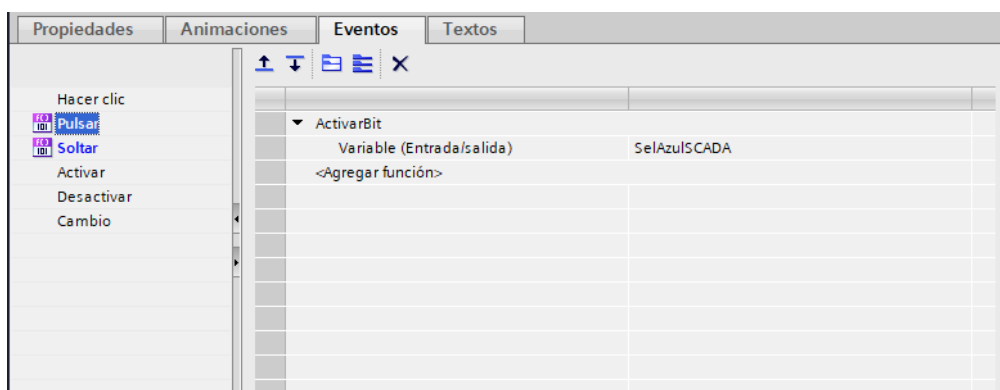 Propiedades Animaciones Eventos Textos
Hacer clic
Pulsar
Soltar
Activar
Desactivar
Cambio
ActivarBit
Variable (Entrada/salida) SelAzulSCADA
<Agregar función>